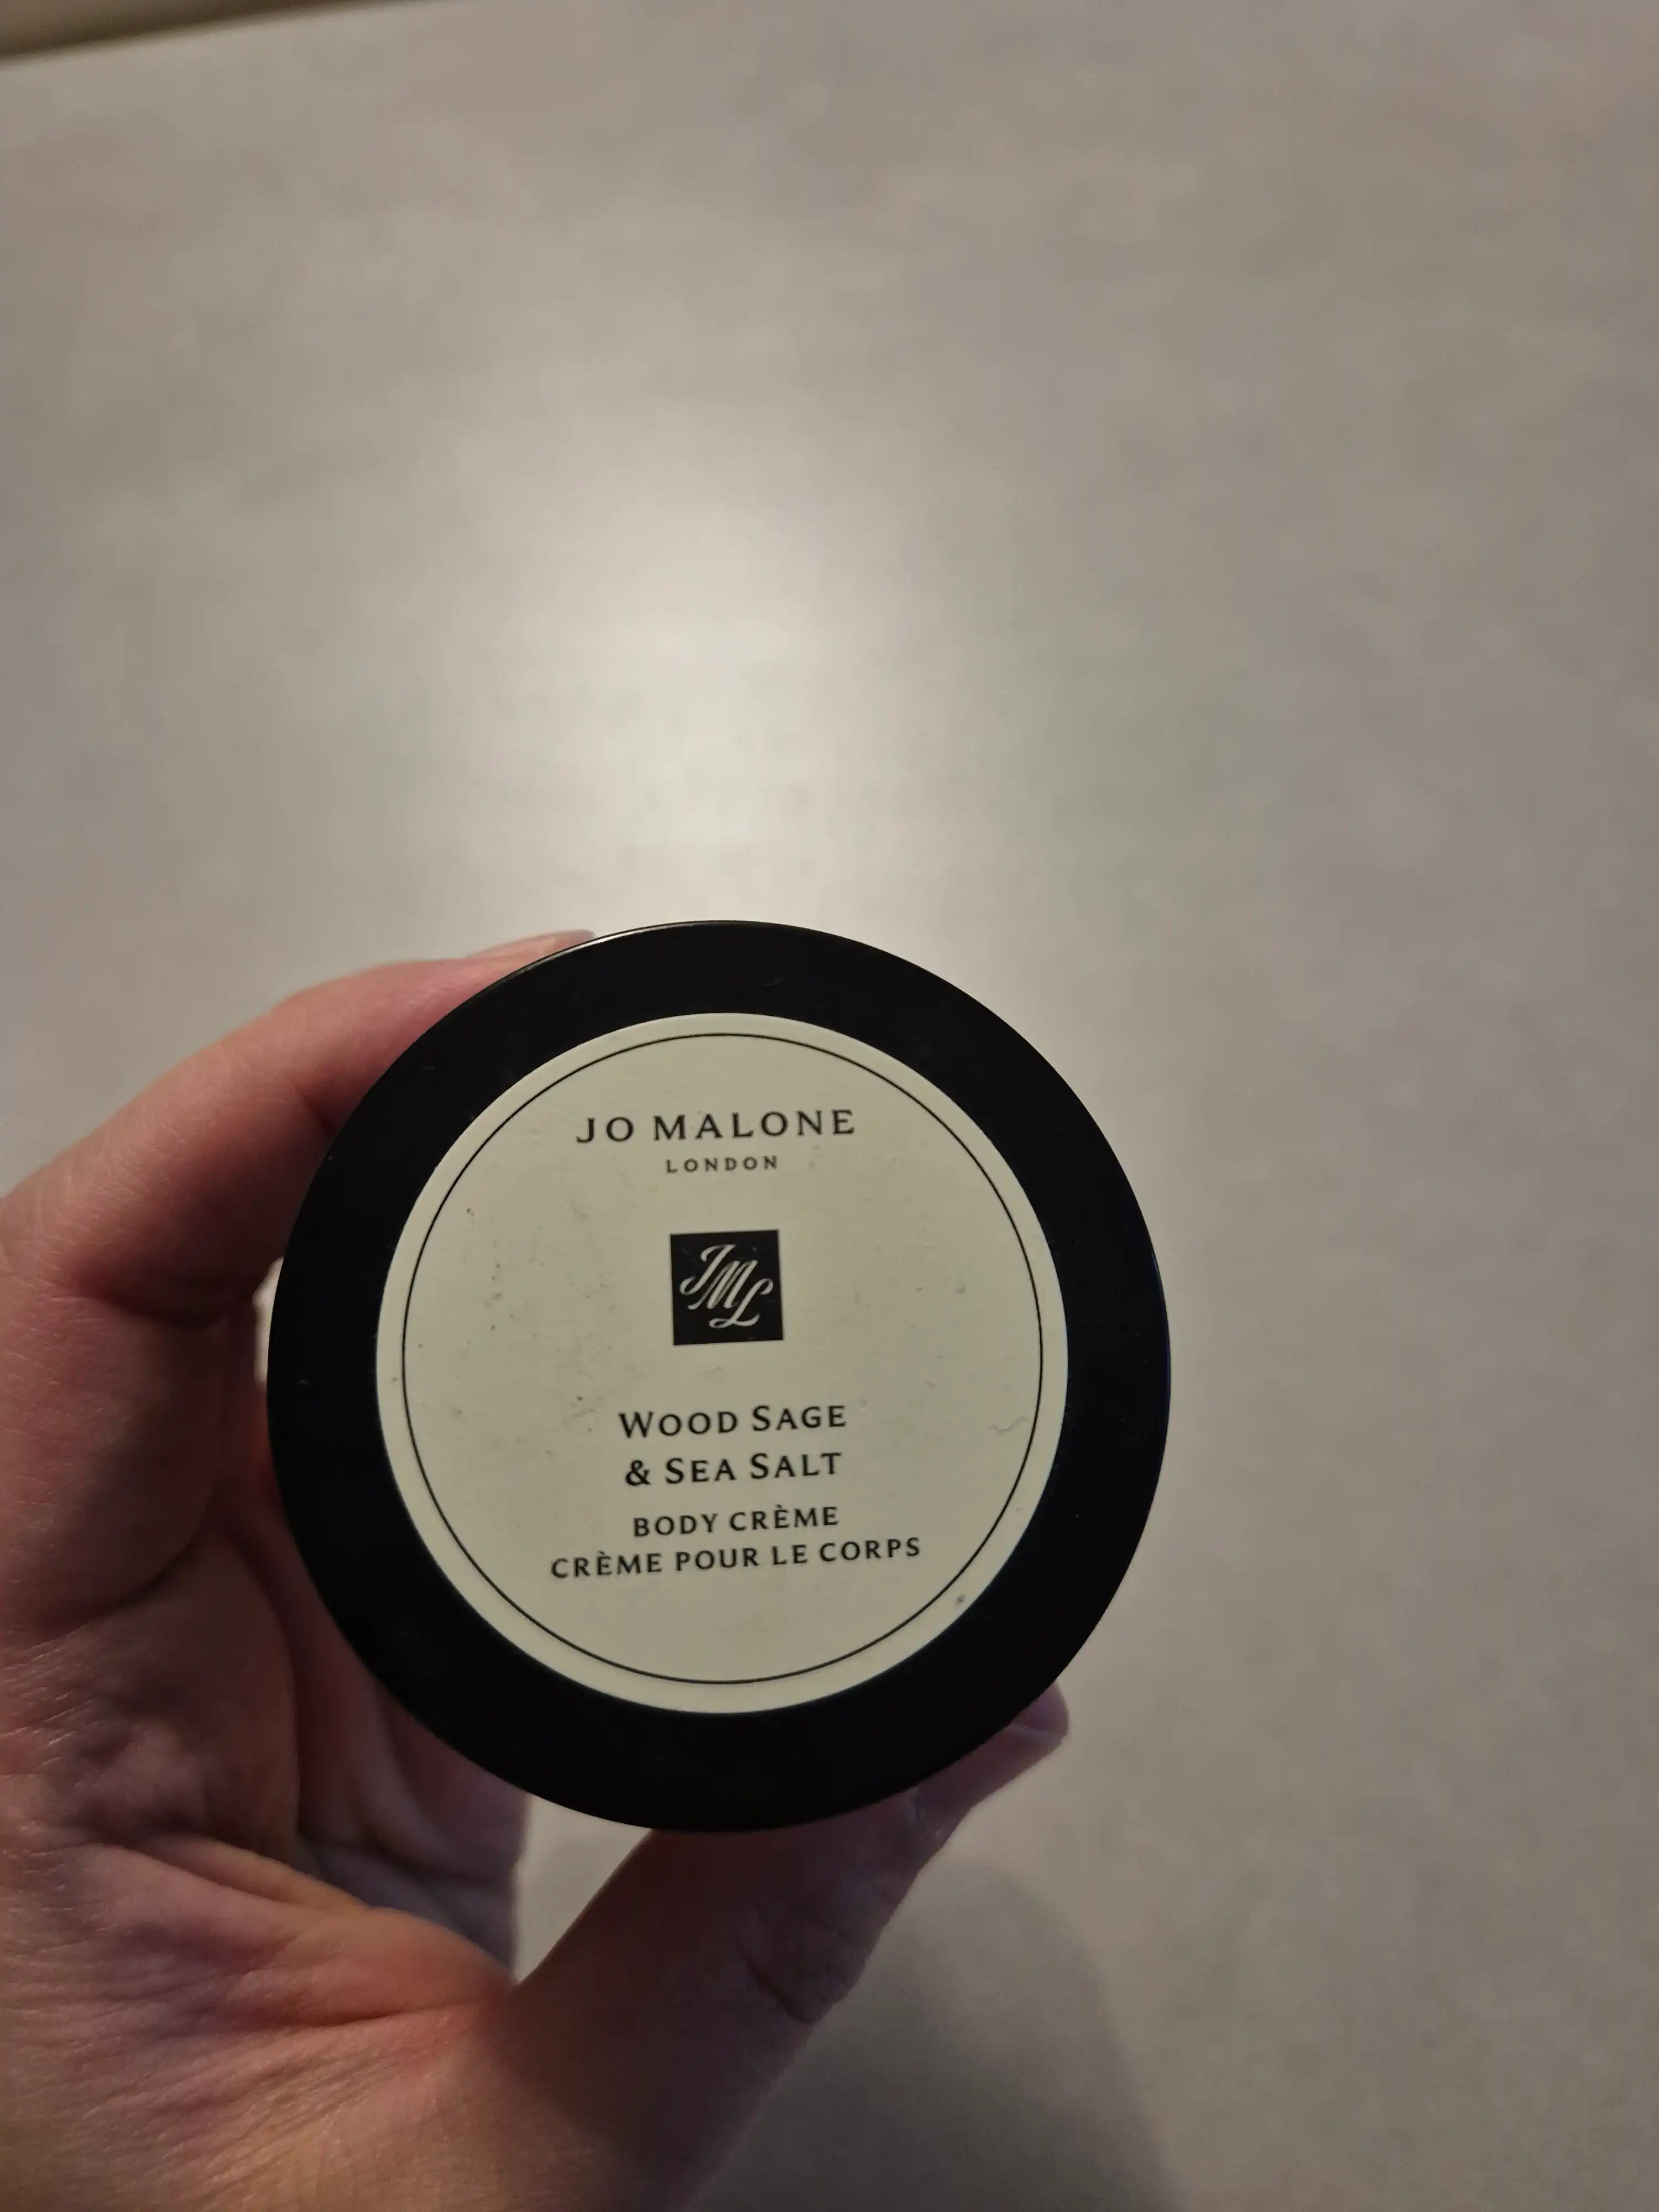 JO MALONE
LONDON
JML
WOOD SAGE
& SEA SALT
BODY CRÈME
CRÈME POUR LE CORPS